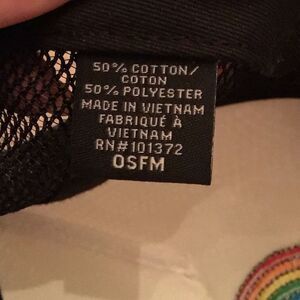 50% COTTON/
COTON
50% POLYESTER
MADE IN VIETNAM
FABRIQUÉ À
VIETNAM
RN#101372
OSFM